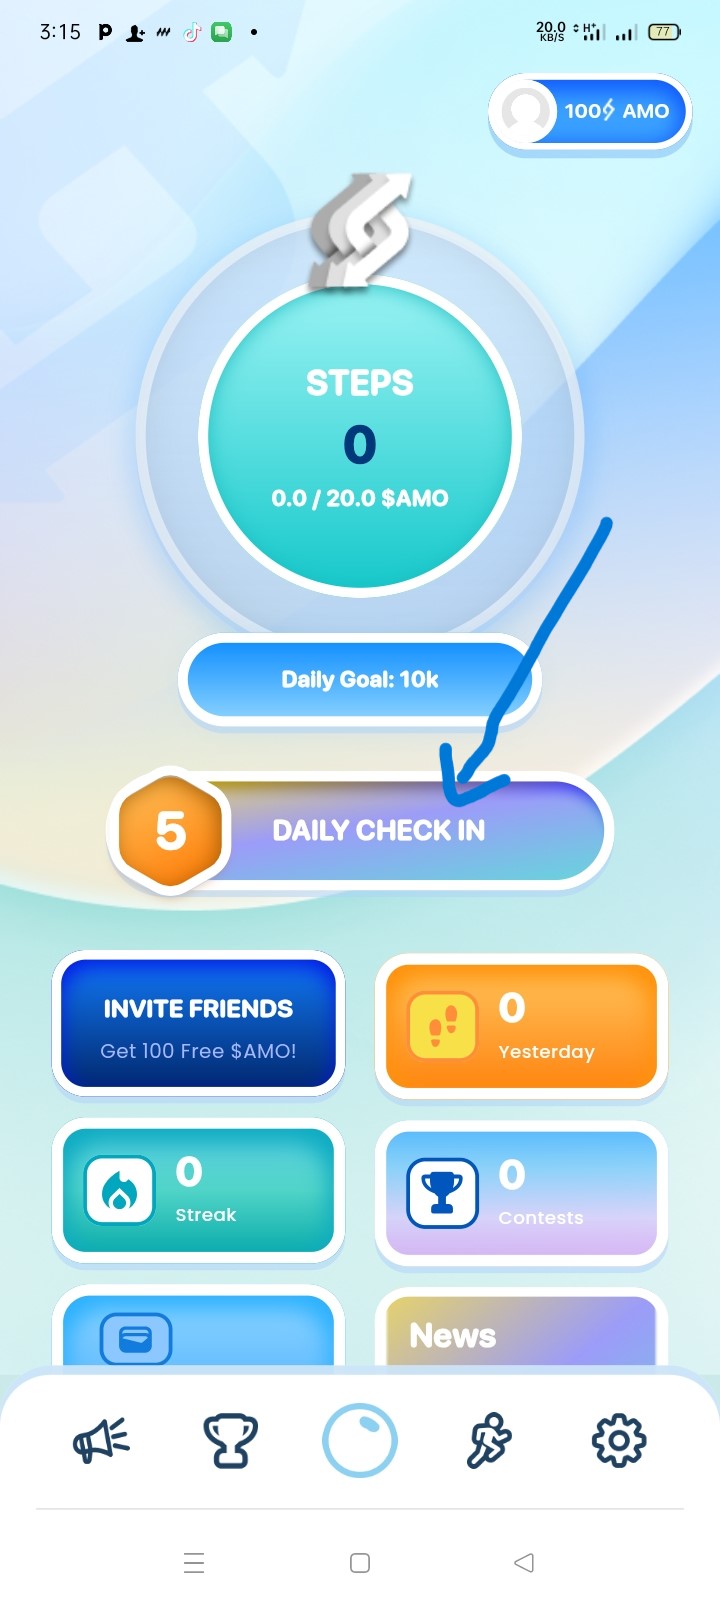 3:15
20.0
KB/S
H+
77
100 AMO
STEPS
0
0.0 / 20.0 $AMO
Daily Goal: 10k
5
DAILY CHECK IN
INVITE FRIENDS
Get 100 Free $AMO!
0
Yesterday
0
Streak
0
Contests
News